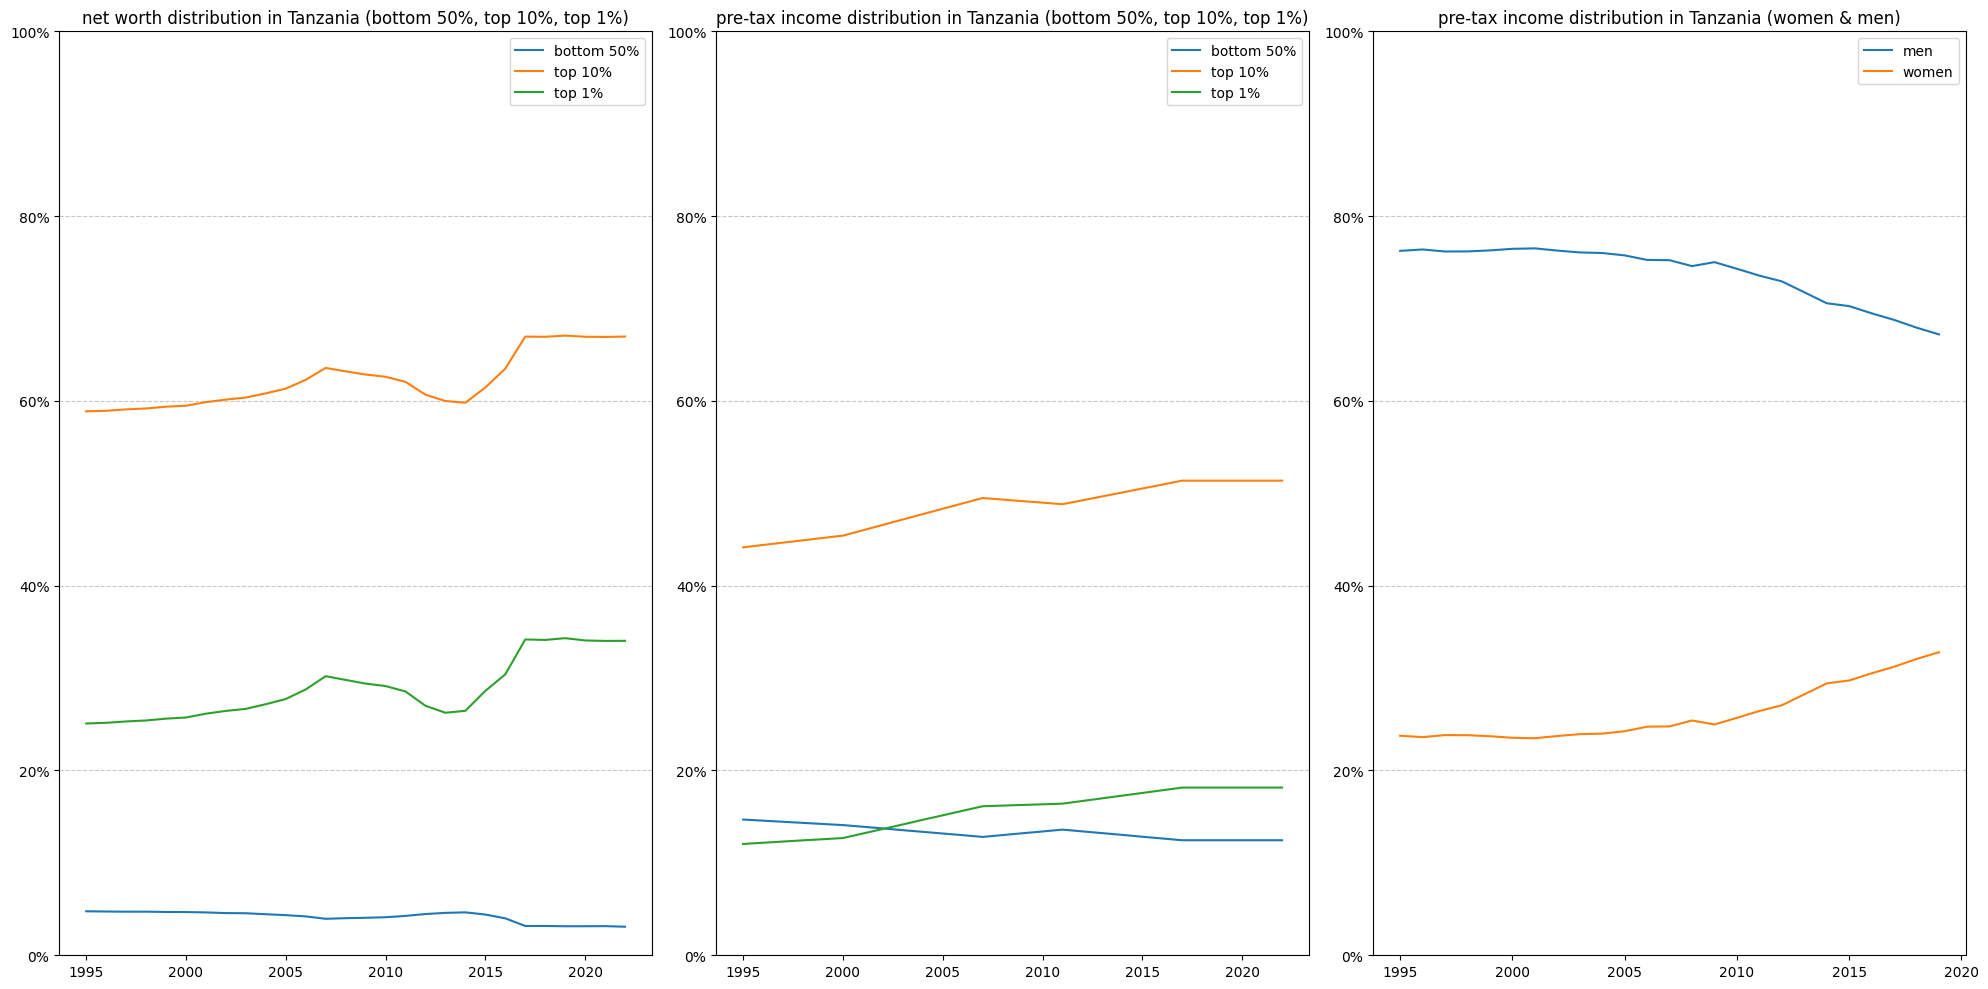 net worth distribution in Tanzania (bottom 50%, top 10%, top 1%)
100%
80%
60%
40%
20%
0%
1995 2000 2005 2010 2015 2020
bottom 50%
top 10%
top 1%
pre-tax income distribution in Tanzania (bottom 50%, top 10%, top 1%)
100%
80%
60%
40%
20%
0%
1995 2000 2005 2010 2015 2020
bottom 50%
top 10%
top 1%
pre-tax income distribution in Tanzania (women & men)
100%
80%
60%
40%
20%
0%
1995 2000 2005 2010 2015 2020
men
women